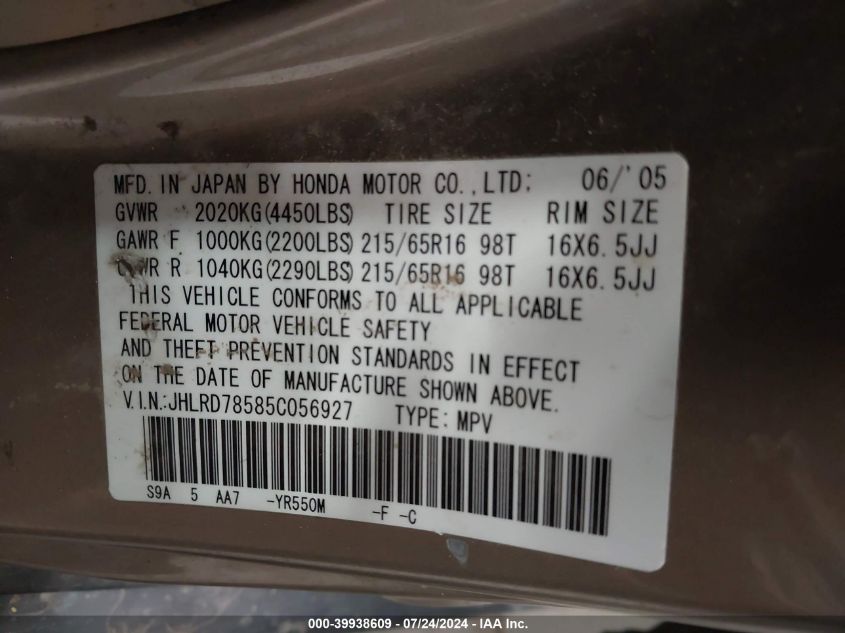 MFD. IN JAPAN BY HONDA MOTOR CO.,LTD: 06/'05
GVWR 2020KG(4450LBS) TIRE SIZE RIM SIZE
GAWR F 1000KG(2200LBS) 215/65R16 98T 16X6.5JJ
GAWR R 1040KG(2290LBS) 215/65R16 98T 16X6.5JJ
THIS VEHICLE CONFORMS TO ALL APPLICABLE
FEDERAL MOTOR VEHICLE SAFETY
AND THEFT PREVENTION STANDARDS IN EFFECT
ON THE DATE OF MANUFACTURE SHOWN ABOVE.
V.I.N.:JHLRD78585C056927 TYPE: MPV
S9A 5 AA7 -YR550M -F -C
000-39938609 / 07/24/2024 / IAA Inc.